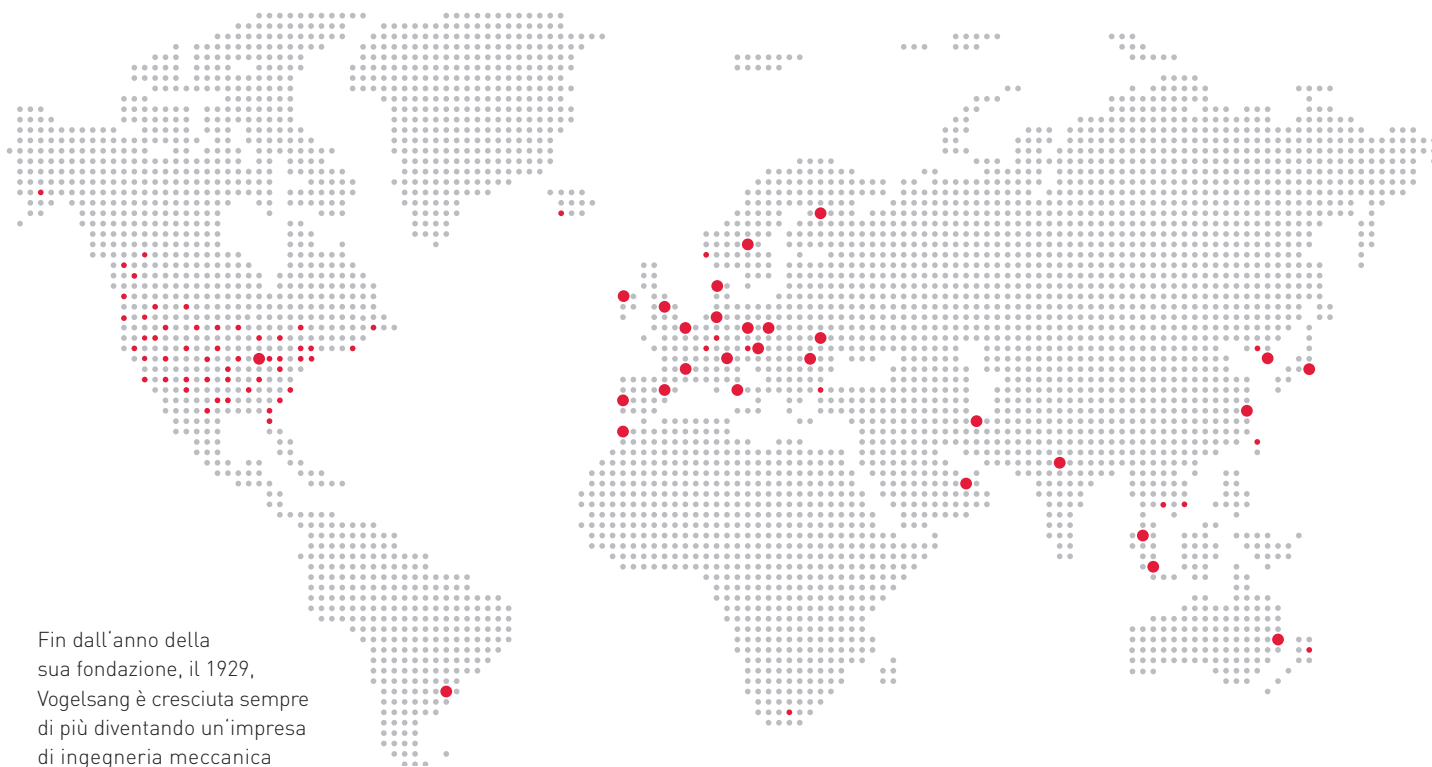 Fin dall‘anno della
sua fondazione, il 1929,
Vogelsang è cresciuta sempre
di più diventando un‘impresa
di ingegneria meccanica